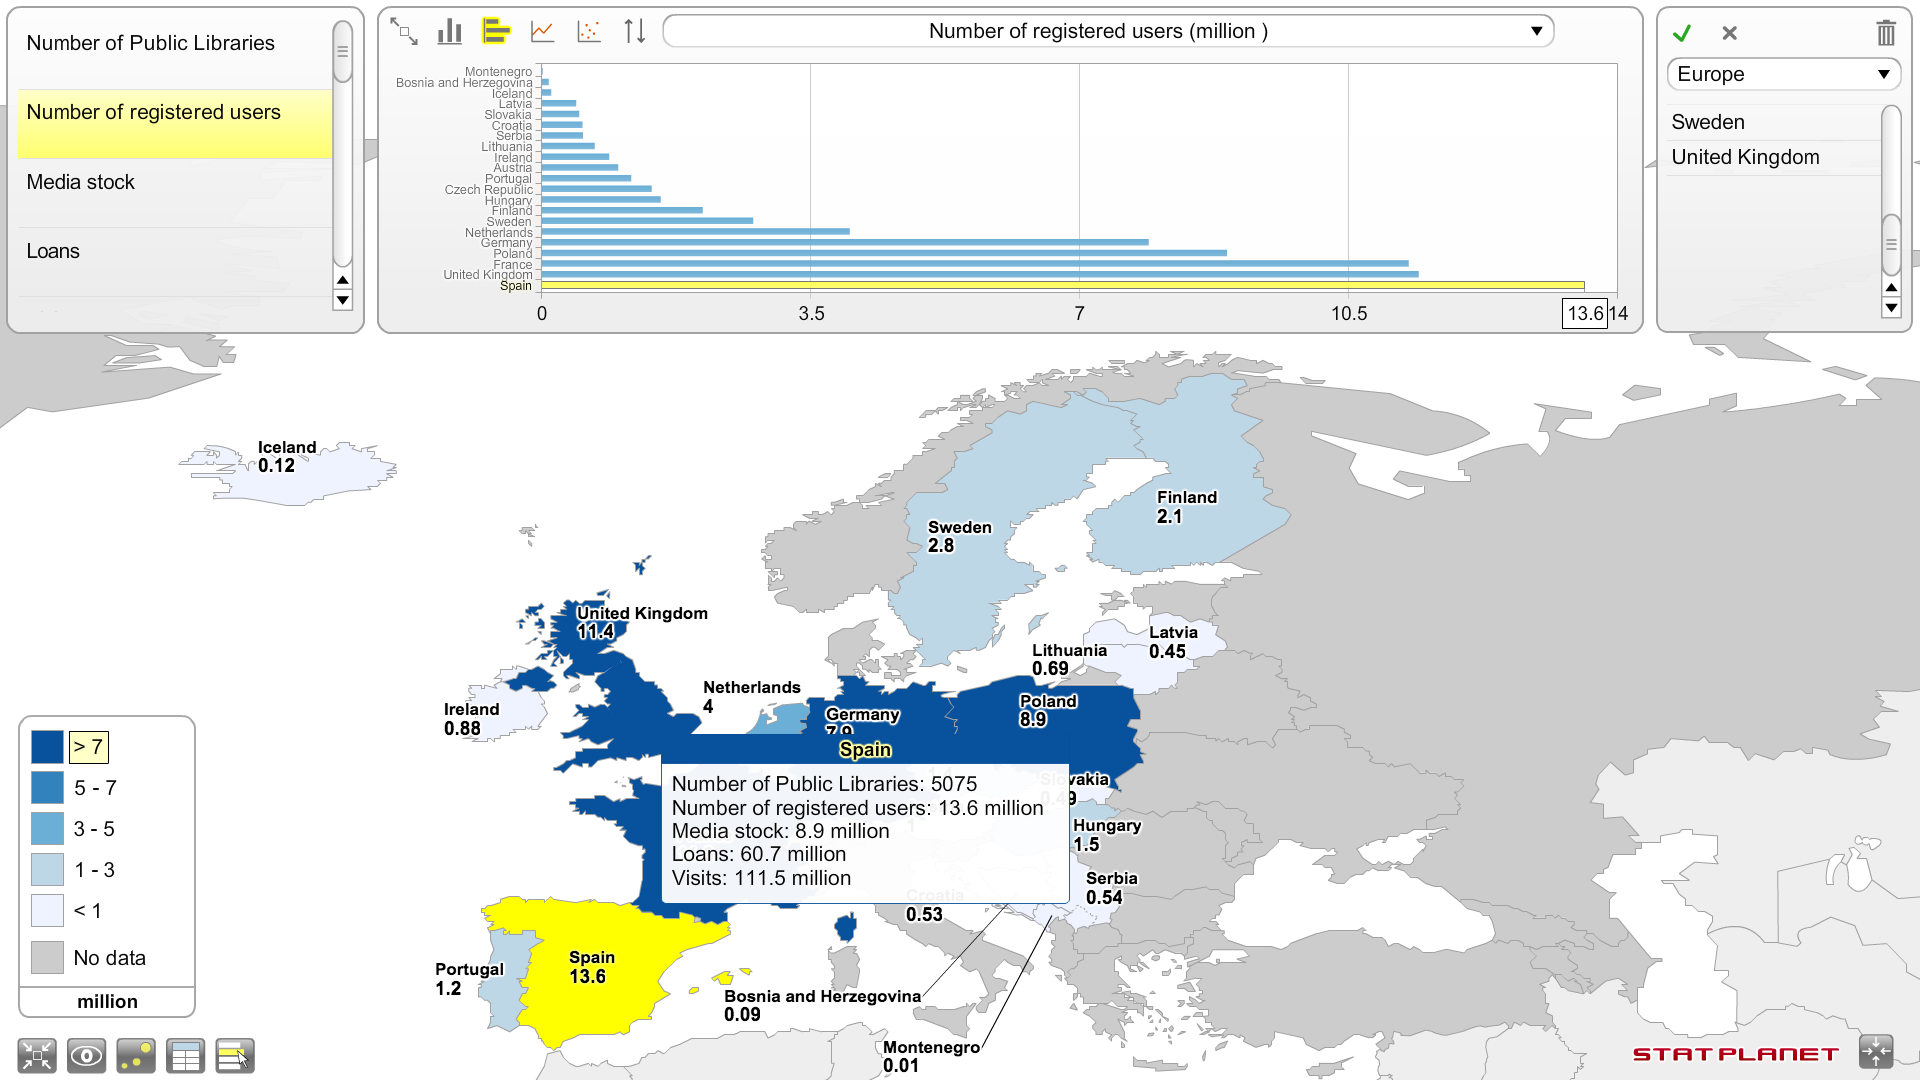 Number of Public Libraries
Number of registered users
Media stock
Loans
Number of registered users (million )
Montenegro
Bosnia and Herzegovina
Iceland
Latvia
Slovakia
Croatia
Serbia
Lithuania
Ireland
Austria
Portugal
Czech Republic
Hungary
Finland
Sweden
Netherlands
Germany
Poland
France
United Kingdom
Spain
0
3.5
7
10.5
13.6
14
Europe
Sweden
United Kingdom
Iceland
0.12
Finland
2.1
Sweden
2.8
United Kingdom
11.4
Latvia
0.45
Lithuania
0.69
Netherlands
4
Poland
8.9
Ireland
0.88
Germany
7.9
Spain
Number of Public Libraries: 5075
Number of registered users: 13.6 million
Media stock: 8.9 million
Loans: 60.7 million
Visits: 111.5 million
Slovakia
0.49
Hungary
1.5
Serbia
0.54
Croatia
0.53
Spain
13.6
Portugal
1.2
Bosnia and Herzegovina
0.09
Montenegro
0.01
> 7
5 - 7
3 - 5
1 - 3
< 1
No data
million
STATPLANET